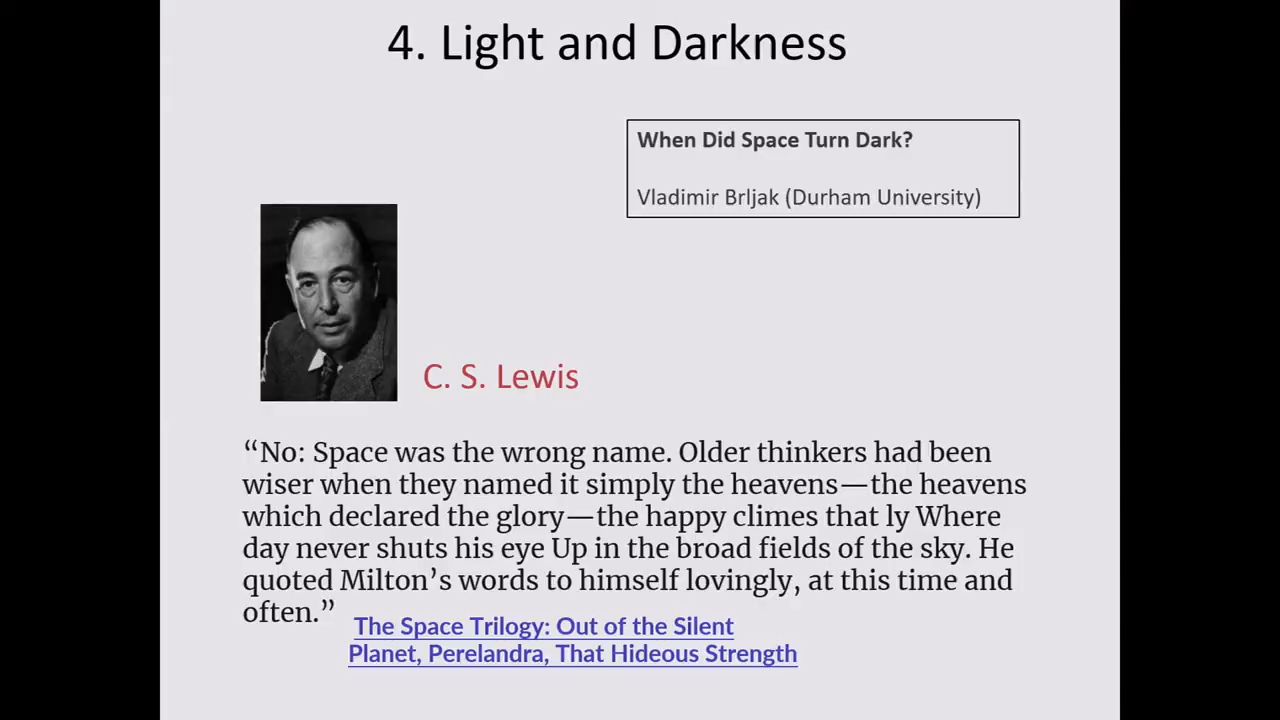 4. Light and Darkness
When Did Space Turn Dark?
Vladimir Brljak (Durham University)
C. S. Lewis
“No: Space was the wrong name. Older thinkers had been
wiser when they named it simply the heavens—the heavens
which declared the glory—the happy climes that ly Where
day never shuts his eye Up in the broad fields of the sky. He
quoted Milton’s words to himself lovingly, at this time and
often.”
The Space Trilogy: Out of the Silent
Planet, Perelandra, That Hideous Strength